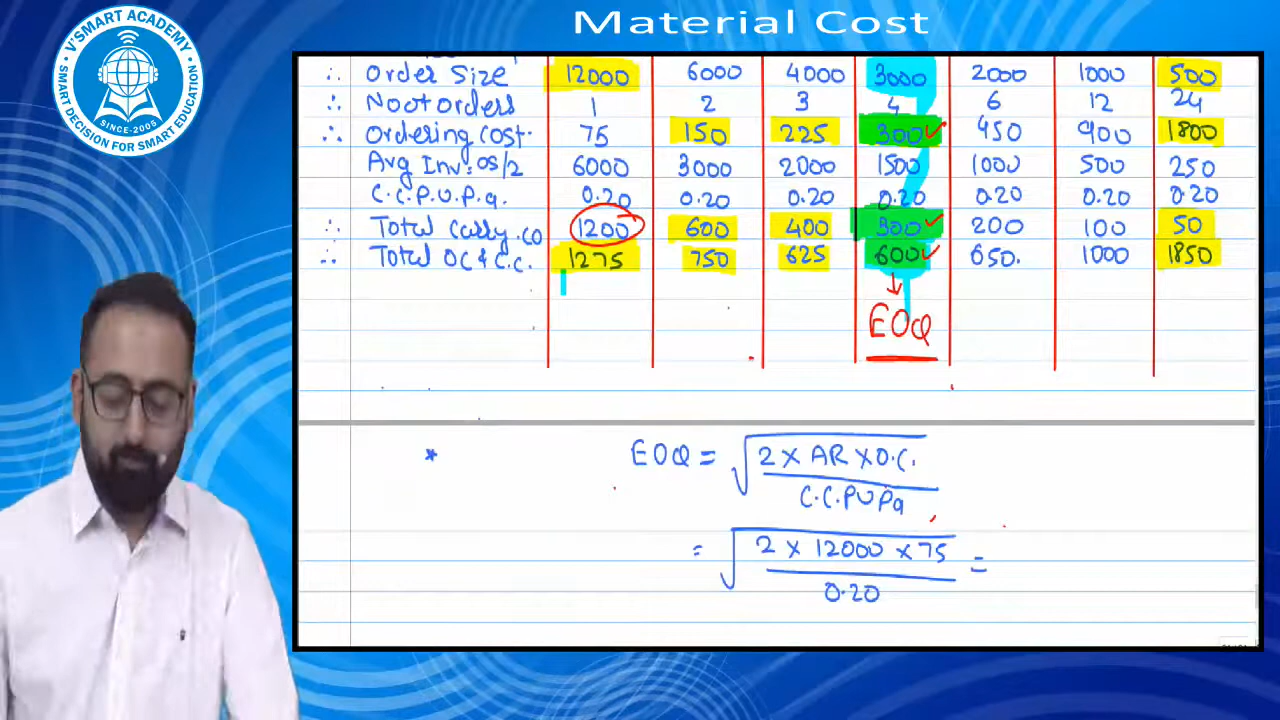 Material Cost
V'SMART ACADEMY
SINCE-2006
SMART DECISION FOR SMART EDUCATION
∴ Order Size 12000 6000 4000 3000 2000 1000 500
∴ No of orders 1 2 3 4 6 12 24
∴ Ordering cost. 75 150 225 300 ✓ 450 900 1800
Avg Inv: OS/2 6000 3000 2000 1500 1000 500 250
C.C.P.U.P.a. 0.20 0.20 0.20 0.20 0.20 0.20 0.20
∴ Total Carry.co 1200 600 400 300 ✓ 200 100 50
∴ Total OC & C.C. 1275 750 625 600 ✓ 650. 1000 1850
↓
EOQ
* EOQ = √ 2 X AR X O.C.
C.C.PUPa
= √ 2 x 12000 x 75 =
0.20